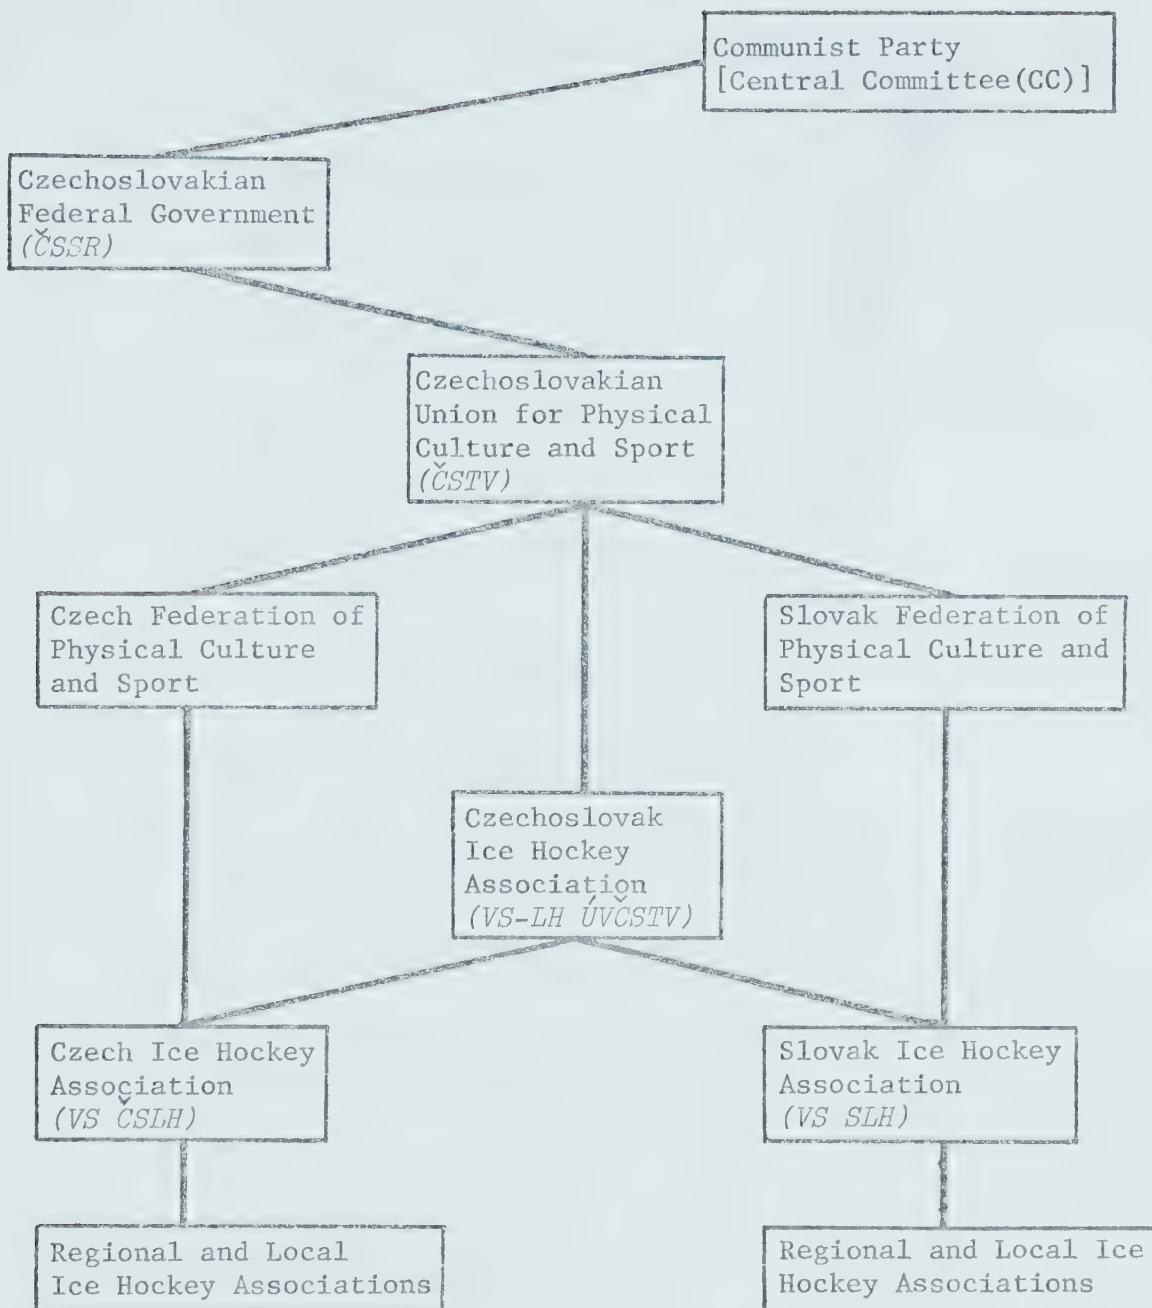 Communist Party
[Central Committee(CC)]
Czechoslovakian
Federal Government
(ČSSR)
Czechoslovakian
Union for Physical
Culture and Sport
(ČSTV)
Czech Federation of
Physical Culture
and Sport
Slovak Federation of
Physical Culture and
Sport
Czechoslovak
Ice Hockey
Association
(VS-LH ÚVČSTV)
Czech Ice Hockey
Association
(VS ČSLH)
Slovak Ice Hockey
Association
(VS SLH)
Regional and Local
Ice Hockey Associations
Regional and Local Ice
Hockey Associations